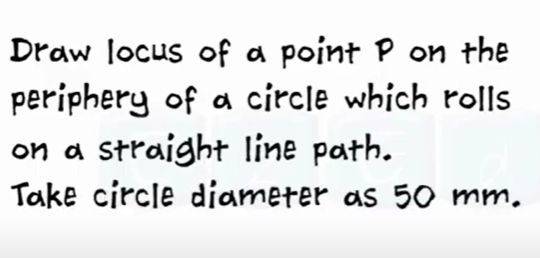 Draw locus of a point P on the
periphery of a circle which rolls
on a straight line path.
Take circle diameter as 50 mm.